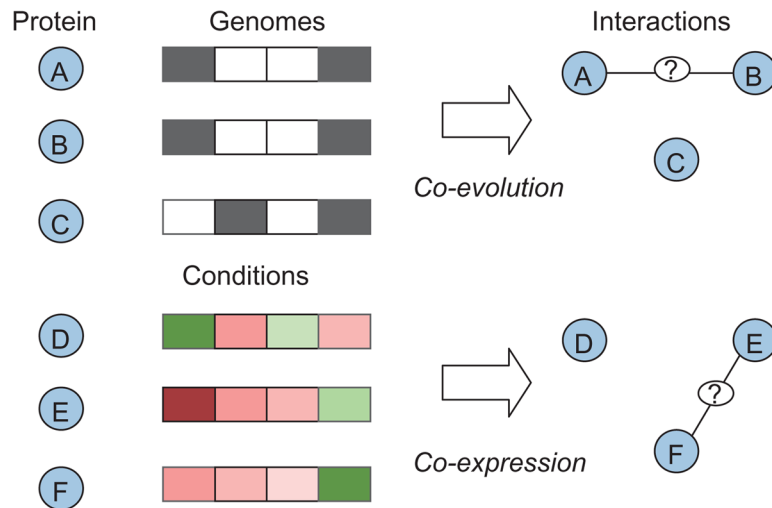 Protein Genomes Interactions
A
B
C
A ? B
C
Co-evolution
Conditions
D
E
F
D E
?
F
Co-expression